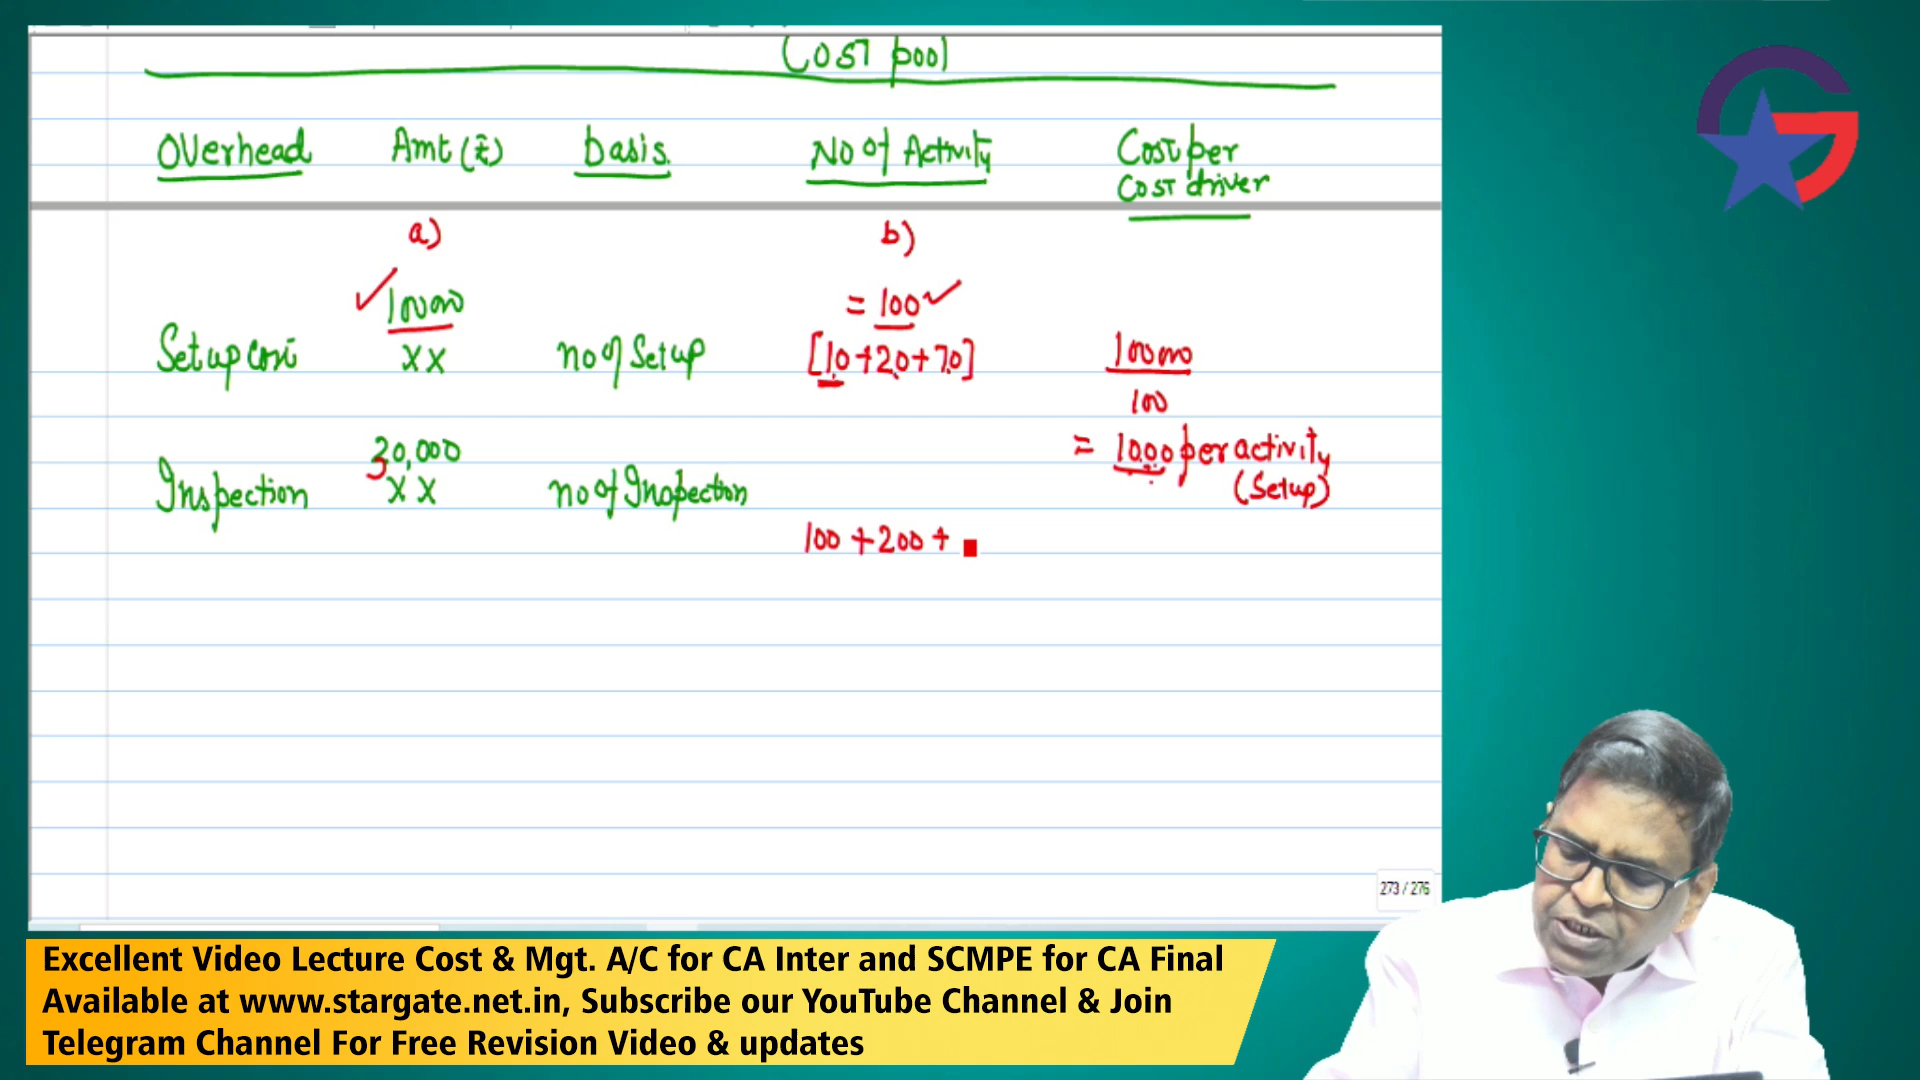 Cost pool
Overhead Amt (₹) basis. No of Activity Cost per
Cost driver
a) b)
100000 = 100
Setup Cost XX no of Setup [10+20+70] 100000
100
30,000 = 1000 per activity
Inspection XX no of Inspection (Setup)
100 + 200 +
273 / 276
Excellent Video Lecture Cost & Mgt. A/C for CA Inter and SCMPE for CA Final
Available at www.stargate.net.in, Subscribe our YouTube Channel & Join
Telegram Channel For Free Revision Video & updates